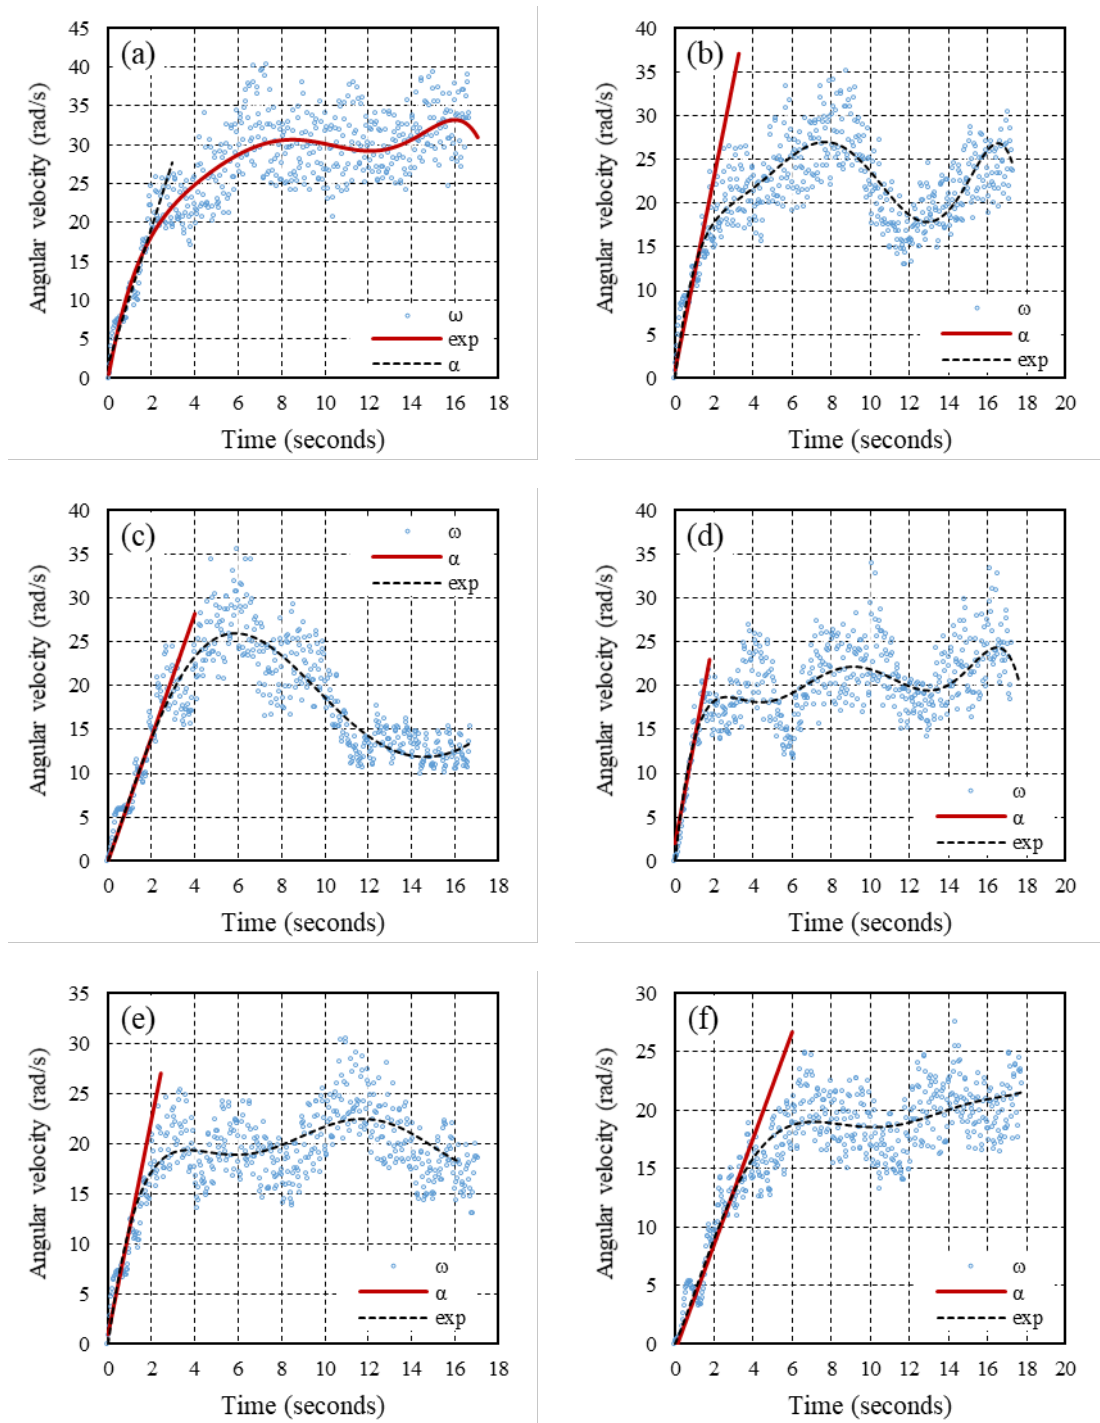 (a)
Angular velocity (rad/s)
45
40
35
30
25
20
15
10
5
0
ω
exp
α
0 2 4 6 8 10 12 14 16 18
Time (seconds)
(b)
Angular velocity (rad/s)
40
35
30
25
20
15
10
5
0
ω
α
exp
0 2 4 6 8 10 12 14 16 18 20
Time (seconds)
(c)
Angular velocity (rad/s)
40
35
30
25
20
15
10
5
0
ω
α
exp
0 2 4 6 8 10 12 14 16 18
Time (seconds)
(d)
Angular velocity (rad/s)
40
35
30
25
20
15
10
5
0
ω
α
exp
0 2 4 6 8 10 12 14 16 18 20
Time (seconds)
(e)
Angular velocity (rad/s)
35
30
25
20
15
10
5
0
ω
α
exp
0 2 4 6 8 10 12 14 16 18
Time (seconds)
(f)
Angular velocity (rad/s)
30
25
20
15
10
5
0
ω
α
exp
0 2 4 6 8 10 12 14 16 18 20
Time (seconds)